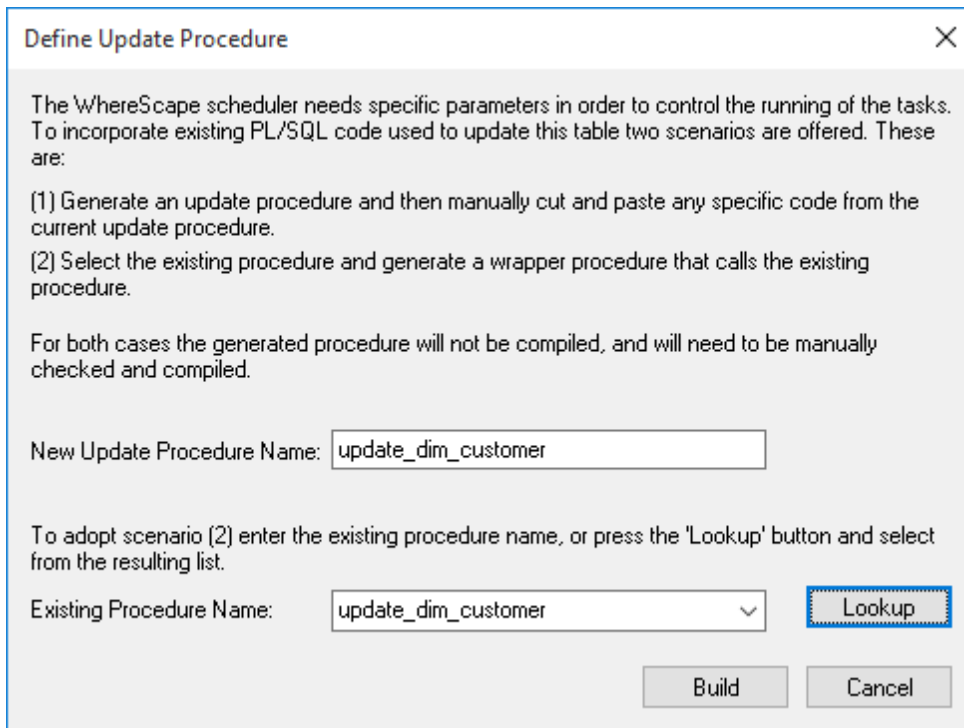 Define Update Procedure
The WhereScape scheduler needs specific parameters in order to control the running of the tasks.
To incorporate existing PL/SQL code used to update this table two scenarios are offered. These
are:
(1) Generate an update procedure and then manually cut and paste any specific code from the
current update procedure.
(2) Select the existing procedure and generate a wrapper procedure that calls the existing
procedure.
For both cases the generated procedure will not be compiled, and will need to be manually
checked and compiled.
New Update Procedure Name: update_dim_customer
To adopt scenario (2) enter the existing procedure name, or press the 'Lookup' button and select
from the resulting list.
Existing Procedure Name: update_dim_customer Lookup
Build Cancel